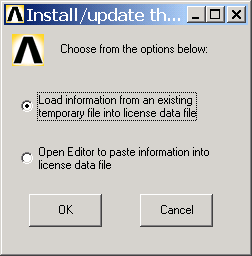 Install/update th...
Choose from the options below:
Load information from an existing
temporary file into license data file
Open Editor to paste information into
license data file
OK
Cancel